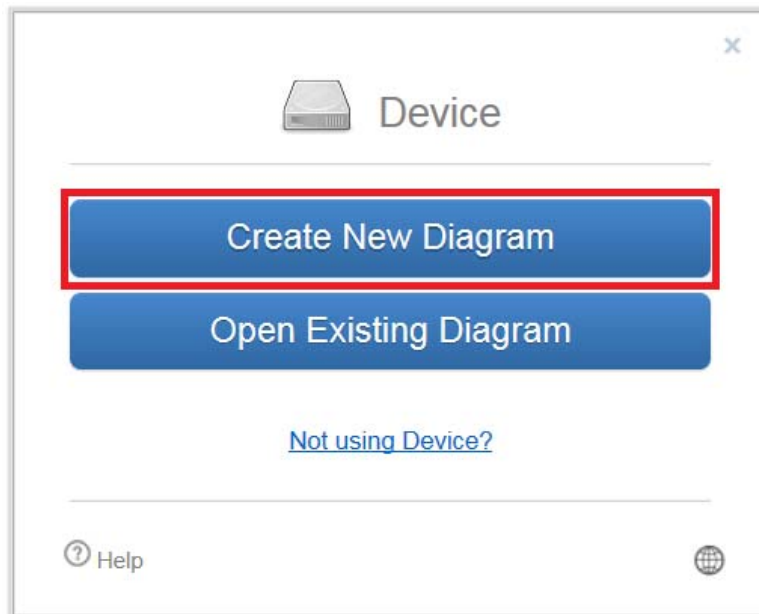 Device
Create New Diagram
Open Existing Diagram
Not using Device?
Help